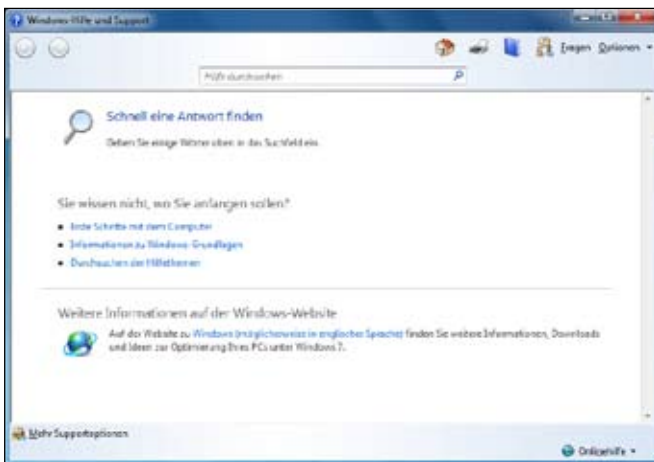 Windows-Hilfe und Support
Fragen Optionen
Hilfe durchsuchen
Schnell eine Antwort finden
Geben Sie einige Wörter oben in das Suchfeld ein.
Sie wissen nicht, wo Sie anfangen sollen?
Erste Schritte mit dem Computer
Informationen zu Windows-Grundlagen
Durchsuchen der Hilfethemen
Weitere Informationen auf der Windows-Website
Auf der Website zu Windows (möglicherweise in englischer Sprache) finden Sie weitere Informationen, Downloads
und Ideen zur Optimierung Ihres PCs unter Windows 7.
Mehr Supportoptionen
Onlinehilfe